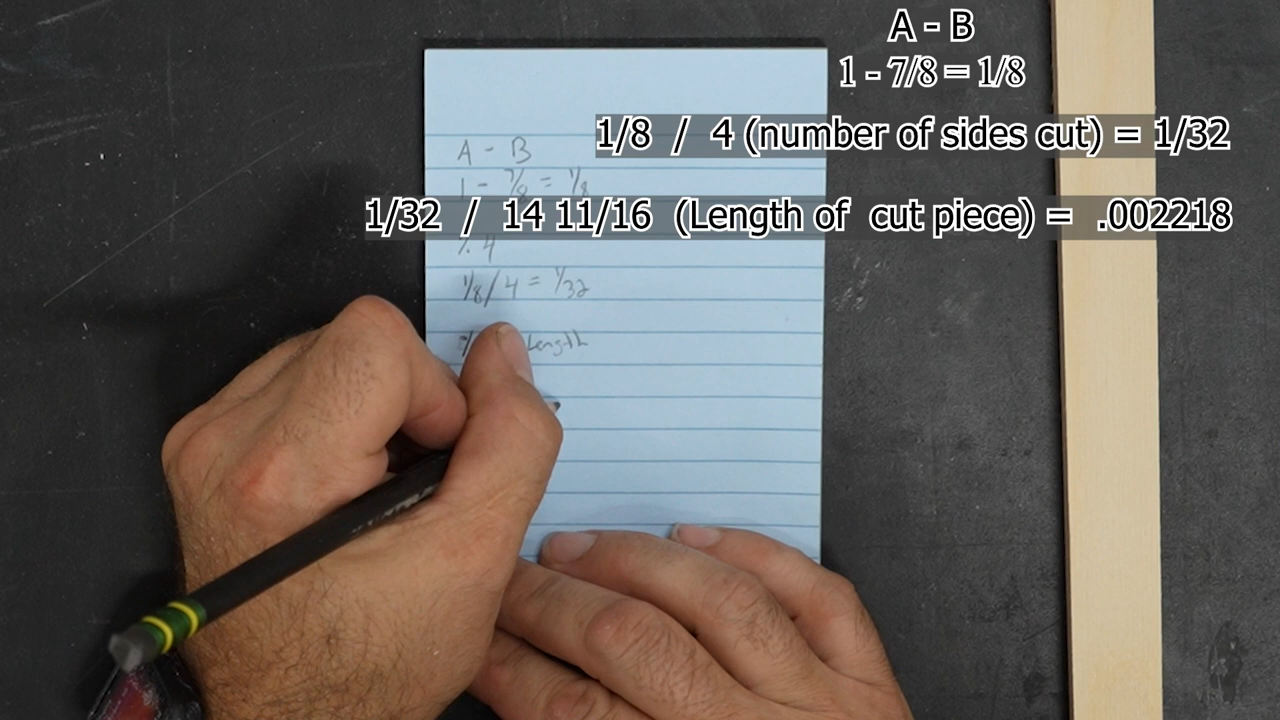 A - B
1 - 7/8 = 1/8
1/8 / 4 (number of sides cut) = 1/32
1/32 / 14 11/16 (Length of cut piece) = .002218
A - B
1 - 7/8 = 1/8
1/8 / 4 = 1/32
Length